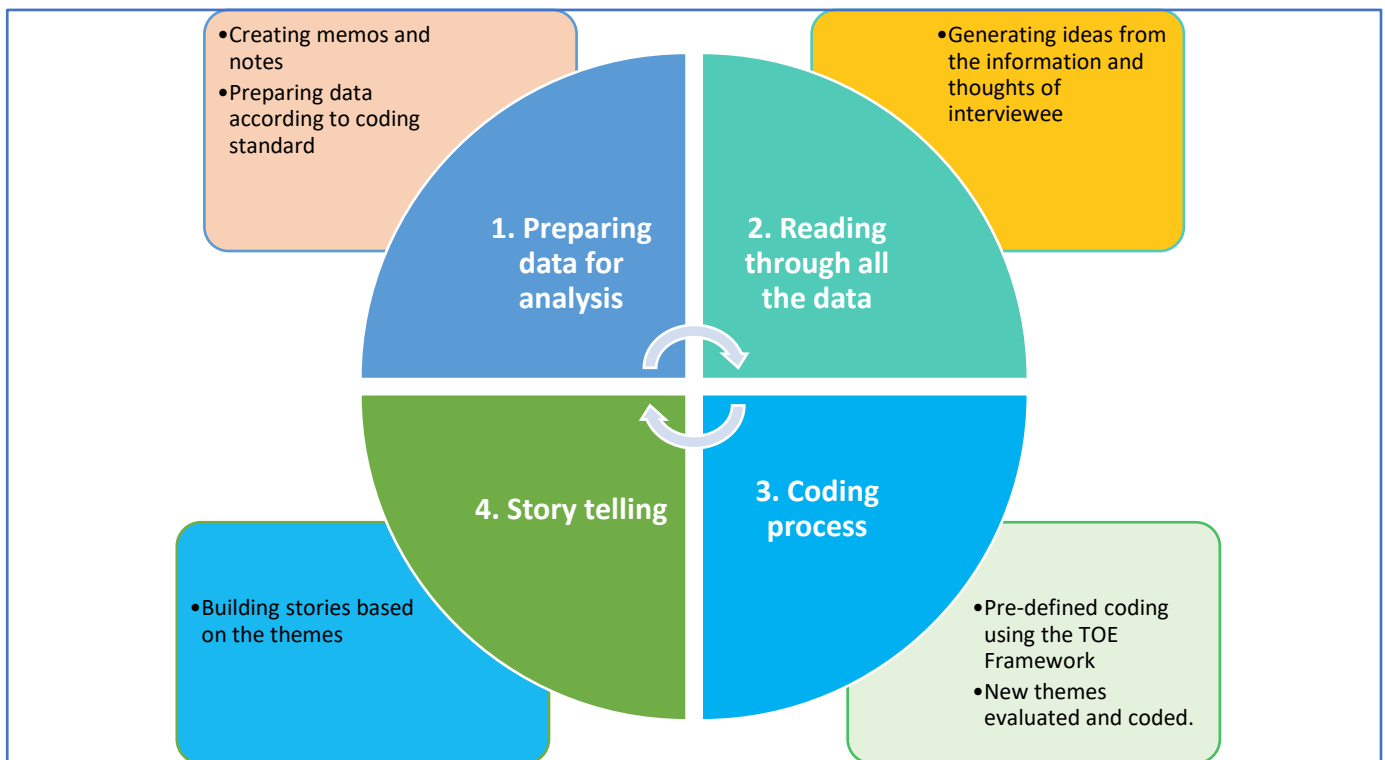 •Creating memos and
notes
•Preparing data
according to coding
standard
•Generating ideas from
the information and
thoughts of
interviewee
1. Preparing
data for
analysis
2. Reading
through all
the data
4. Story telling
3. Coding
process
•Building stories based
on the themes
•Pre-defined coding
using the TOE
Framework
•New themes
evaluated and coded.